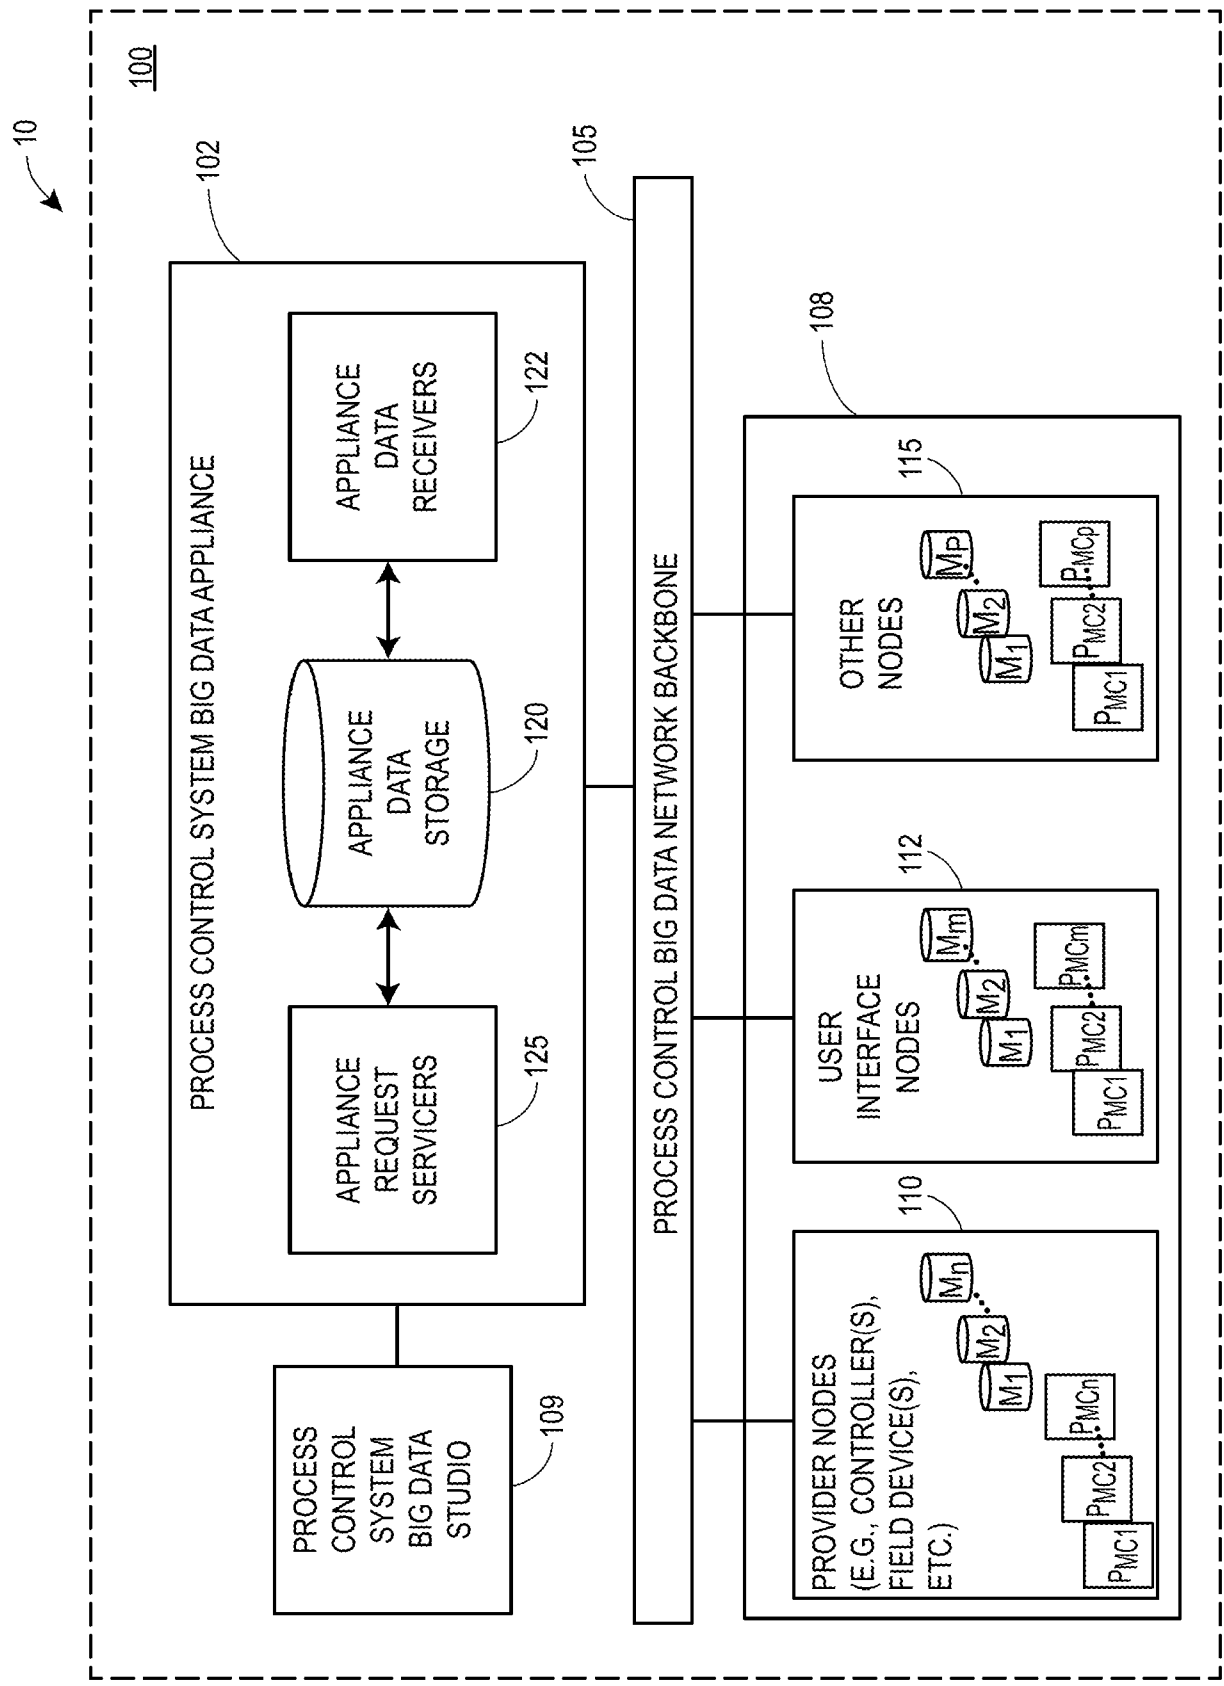 10
100
102
PROCESS CONTROL SYSTEM BIG DATA APPLIANCE
APPLIANCE
REQUEST
SERVICERS
125
APPLIANCE
DATA
STORAGE
120
APPLIANCE
DATA
RECEIVERS
122
PROCESS
CONTROL
SYSTEM
BIG DATA
STUDIO
109
105
PROCESS CONTROL BIG DATA NETWORK BACKBONE
108
110
PROVIDER NODES
(E.G., CONTROLLER(S),
FIELD DEVICE(S),
ETC.)
M1 M2 Mn
PMC1 PMC2 PMCn
112
USER
INTERFACE
NODES
M1 M2 Mm
PMC1 PMC2 PMCm
115
OTHER
NODES
M1 M2 Mp
PMC1 PMC2 PMCp